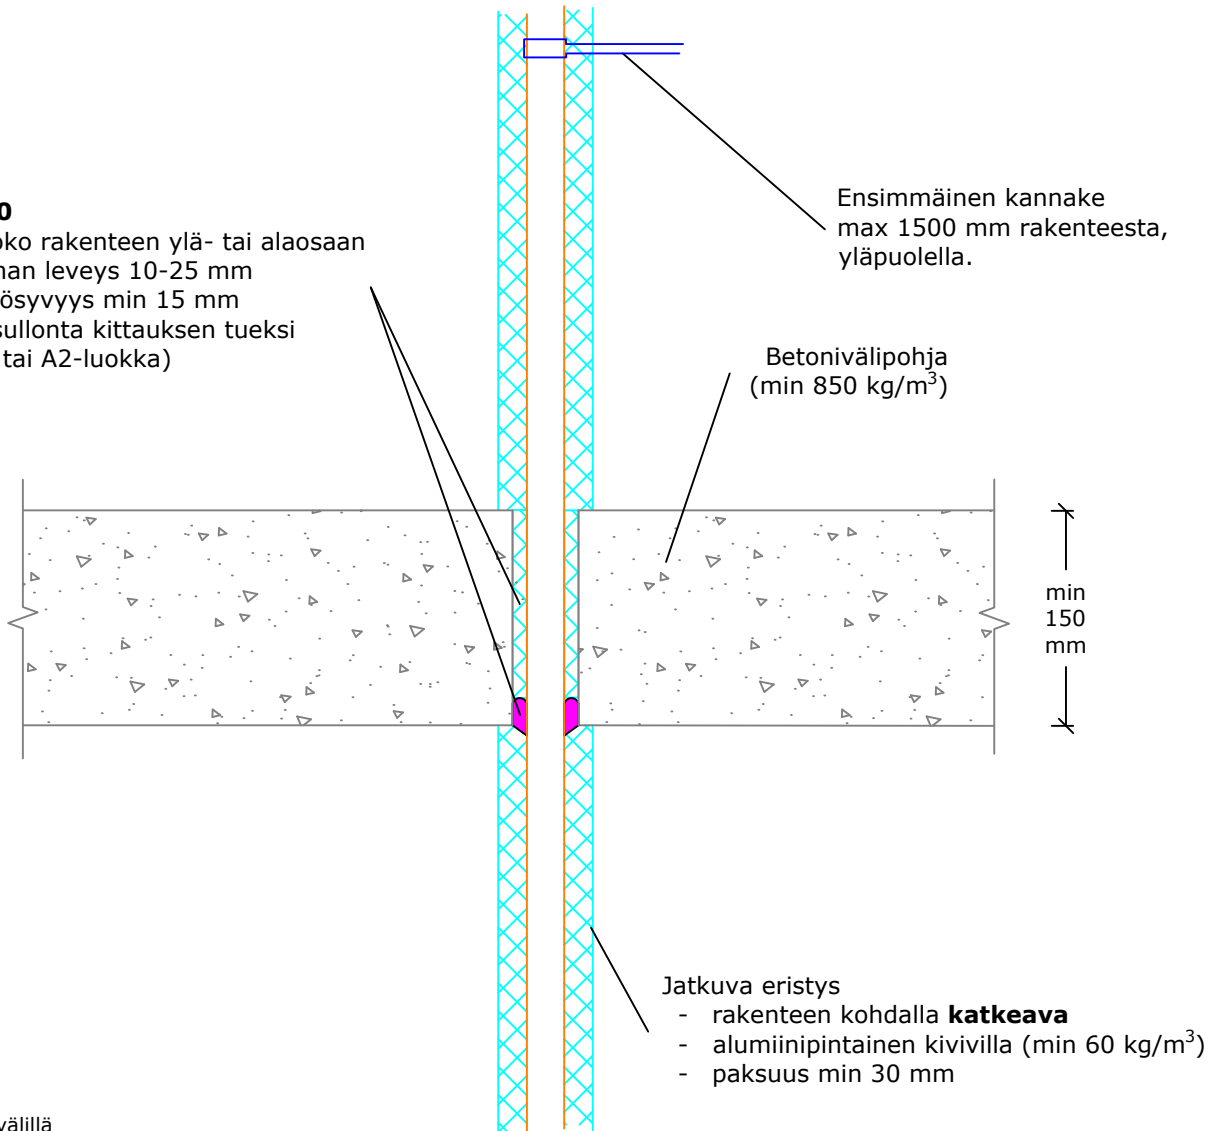 Ensimmäinen kannake
max 1500 mm rakenteesta,
yläpuolella.
0
oko rakenteen ylä- tai alaosaan
nan leveys 10-25 mm
ösyvyys min 15 mm
sullonta kittauksen tueksi
tai A2-luokka)
Betonivälipohja
(min 850 kg/m³)
min
150
mm
Jatkuva eristys
- rakenteen kohdalla katkeava
- alumiinipintainen kivivilla (min 60 kg/m³)
- paksuus min 30 mm
välillä